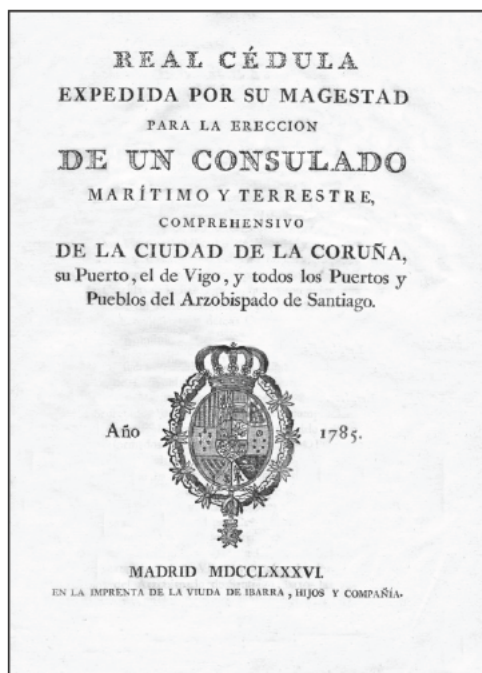 REAL CÉDULA
EXPEDIDA POR SU MAGESTAD
PARA LA ERECCION
DE UN CONSULADO
MARÍTIMO Y TERRESTRE,
COMPREHENSIVO
DE LA CIUDAD DE LA CORUÑA,
su Puerto, el de Vigo, y todos los Puertos y
Pueblos del Arzobispado de Santiago.
Año 1785.
MADRID MDCCLXXXVI.
EN LA IMPRENTA DE LA VIUDA DE IBARRA, HIJOS Y COMPAÑÍA.